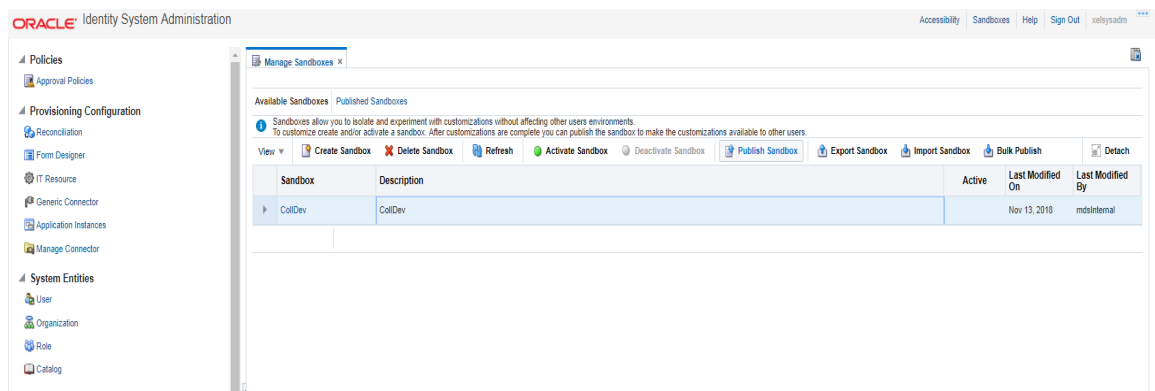 ORACLE® Identity System Administration
Accessibility Sandboxes Help Sign Out xelsysadm
Policies
Approval Policies
Provisioning Configuration
Reconciliation
Form Designer
IT Resource
Generic Connector
Application Instances
Manage Connector
System Entities
User
Organization
Role
Catalog
Manage Sandboxes x
Available Sandboxes Published Sandboxes
Sandboxes allow you to isolate and experiment with customizations without affecting other users environments.
To customize create and/or activate a sandbox. After customizations are complete you can publish the sandbox to make the customizations available to other users.
View Create Sandbox Delete Sandbox Refresh Activate Sandbox Deactivate Sandbox Publish Sandbox Export Sandbox Import Sandbox Bulk Publish Detach
Sandbox Description Active Last Modified On Last Modified By
CollDev CollDev Nov 13, 2018 mdsInternal